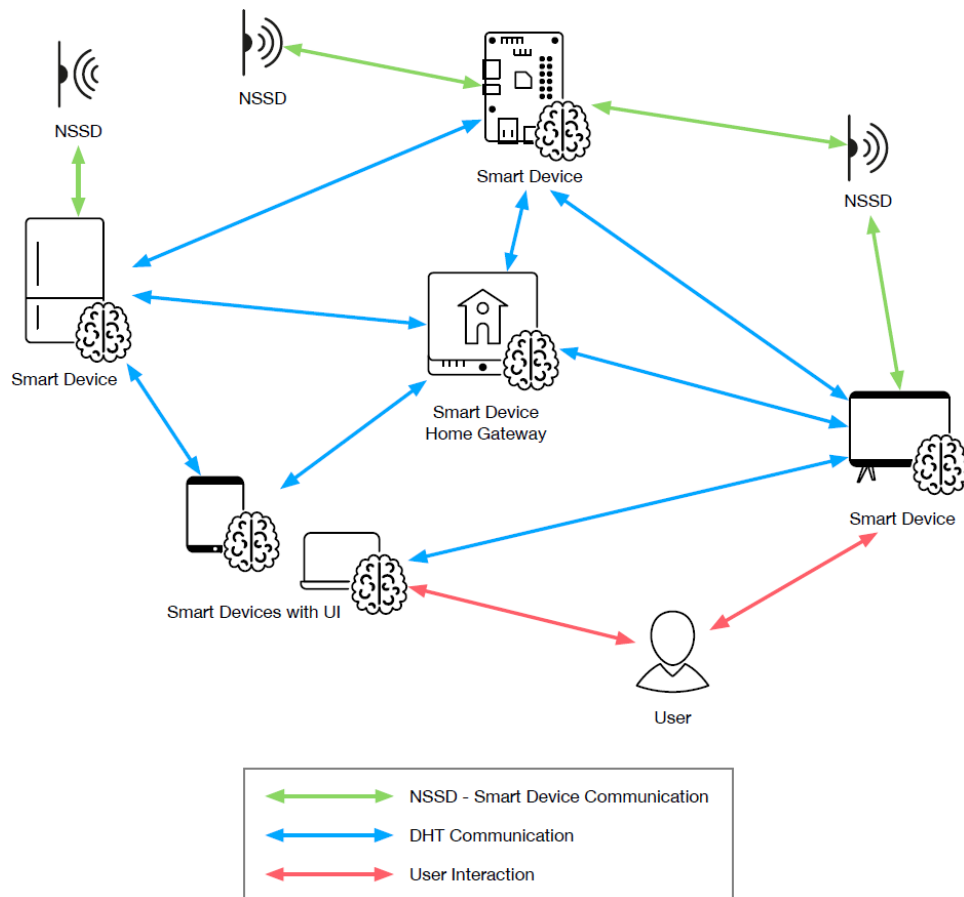 NSSD
NSSD
Smart Device
NSSD
Smart Device
Smart Device
Home Gateway
Smart Device
Smart Devices with UI
User
NSSD - Smart Device Communication
DHT Communication
User Interaction